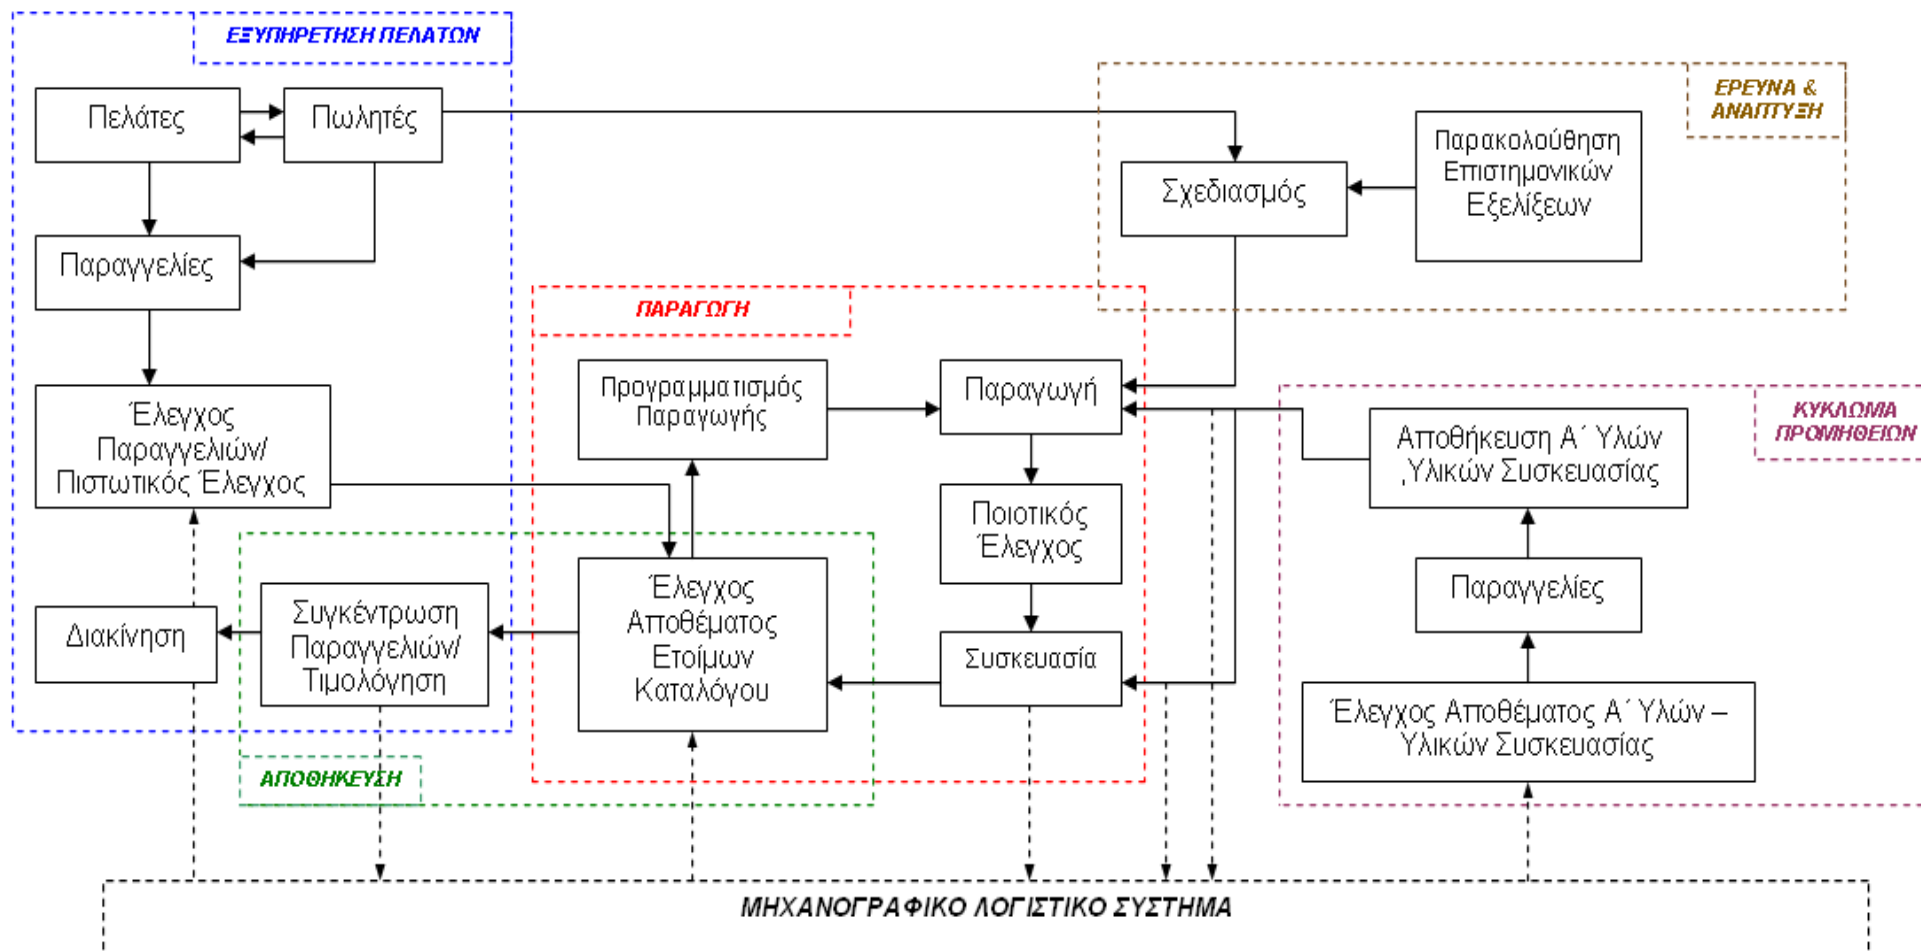 ΕΞΥΠΗΡΕΤΗΣΗ ΠΕΛΑΤΩΝ
Πελάτες
Πωλητές
Παραγγελίες
Έλεγχος
Παραγγελιών/
Πιστωτικός Έλεγχος
Διακίνηση
Συγκέντρωση
Παραγγελιών/
Τιμολόγηση
ΑΠΟΘΗΚΕΥΣΗ
ΠΑΡΑΓΩΓΗ
Προγραμματισμός
Παραγωγής
Παραγωγή
Ποιοτικός
Έλεγχος
Συσκευασία
Έλεγχος
Αποθέματος
Ετοίμων
Καταλόγου
ΕΡΕΥΝΑ &
ΑΝΑΠΤΥΞΗ
Σχεδιασμός
Παρακολούθηση
Επιστημονικών
Εξελίξεων
ΚΥΚΛΩΜΑ
ΠΡΟΜΗΘΕΙΩΝ
Αποθήκευση Α΄ Υλών
,Υλικών Συσκευασίας
Παραγγελίες
Έλεγχος Αποθέματος Α΄ Υλών –
Υλικών Συσκευασίας
ΜΗΧΑΝΟΓΡΑΦΙΚΟ ΛΟΓΙΣΤΙΚΟ ΣΥΣΤΗΜΑ